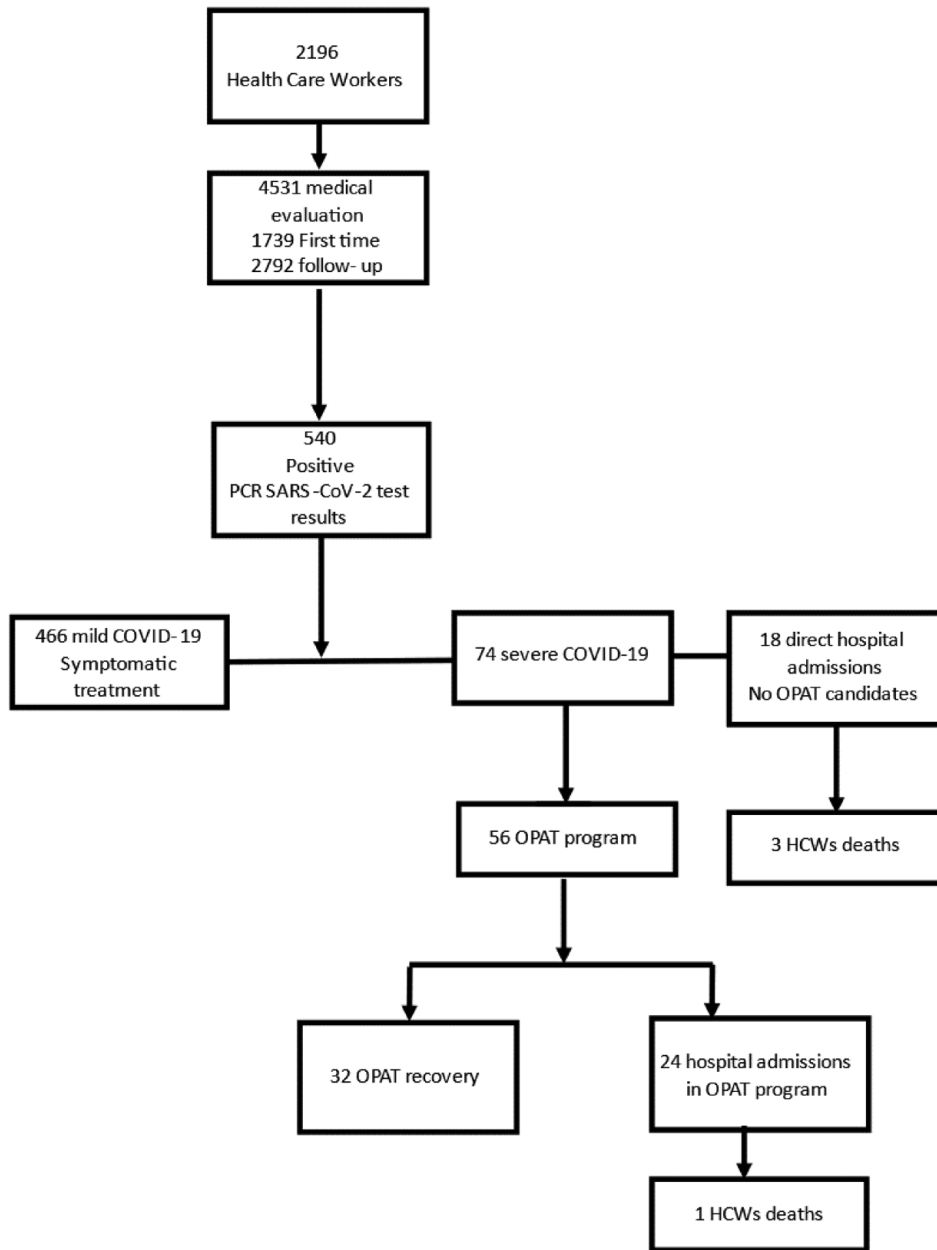 2196
Health Care Workers
4531 medical
evaluation
1739 First time
2792 follow- up
540
Positive
PCR SARS-CoV-2 test
results
466 mild COVID-19
Symptomatic
treatment
74 severe COVID-19
18 direct hospital
admissions
No OPAT candidates
56 OPAT program
3 HCWs deaths
32 OPAT recovery
24 hospital admissions
in OPAT program
1 HCWs deaths